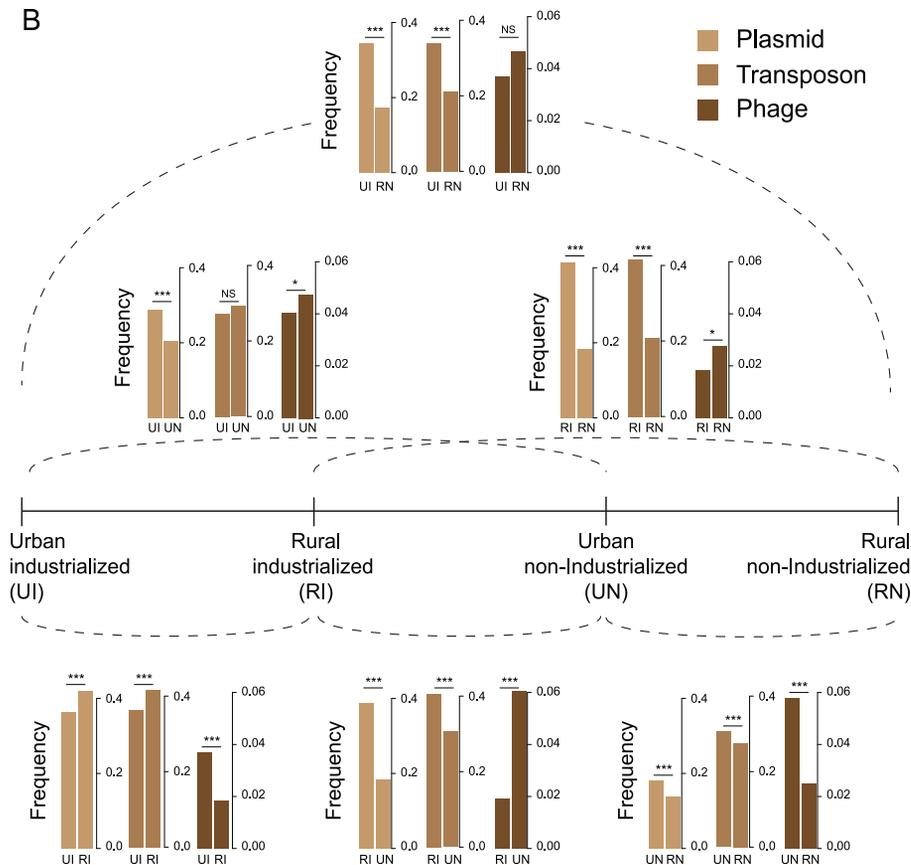 B
Plasmid
Transposon
Phage
Frequency
*** 0.4 0.2 0.0
*** 0.4 0.2 0.0
NS 0.06 0.04 0.02 0.00
UI RN UI RN UI RN
Frequency
*** 0.4 0.2 0.0
NS 0.4 0.2 0.0
* 0.06 0.04 0.02 0.00
UI UN UI UN UI UN
Frequency
*** 0.4 0.2 0.0
*** 0.4 0.2 0.0
* 0.06 0.04 0.02 0.00
RI RN RI RN RI RN
Urban
industrialized
(UI)
Rural
industrialized
(RI)
Urban
non-Industrialized
(UN)
Rural
non-Industrialized
(RN)
Frequency
*** 0.4 0.2 0.0
*** 0.4 0.2 0.0
*** 0.06 0.04 0.02 0.00
UI RI UI RI UI RI
Frequency
*** 0.4 0.2 0.0
*** 0.4 0.2 0.0
*** 0.06 0.04 0.02 0.00
RI UN RI UN RI UN
Frequency
*** 0.4 0.2 0.0
*** 0.4 0.2 0.0
*** 0.06 0.04 0.02 0.00
UN RN UN RN UN RN